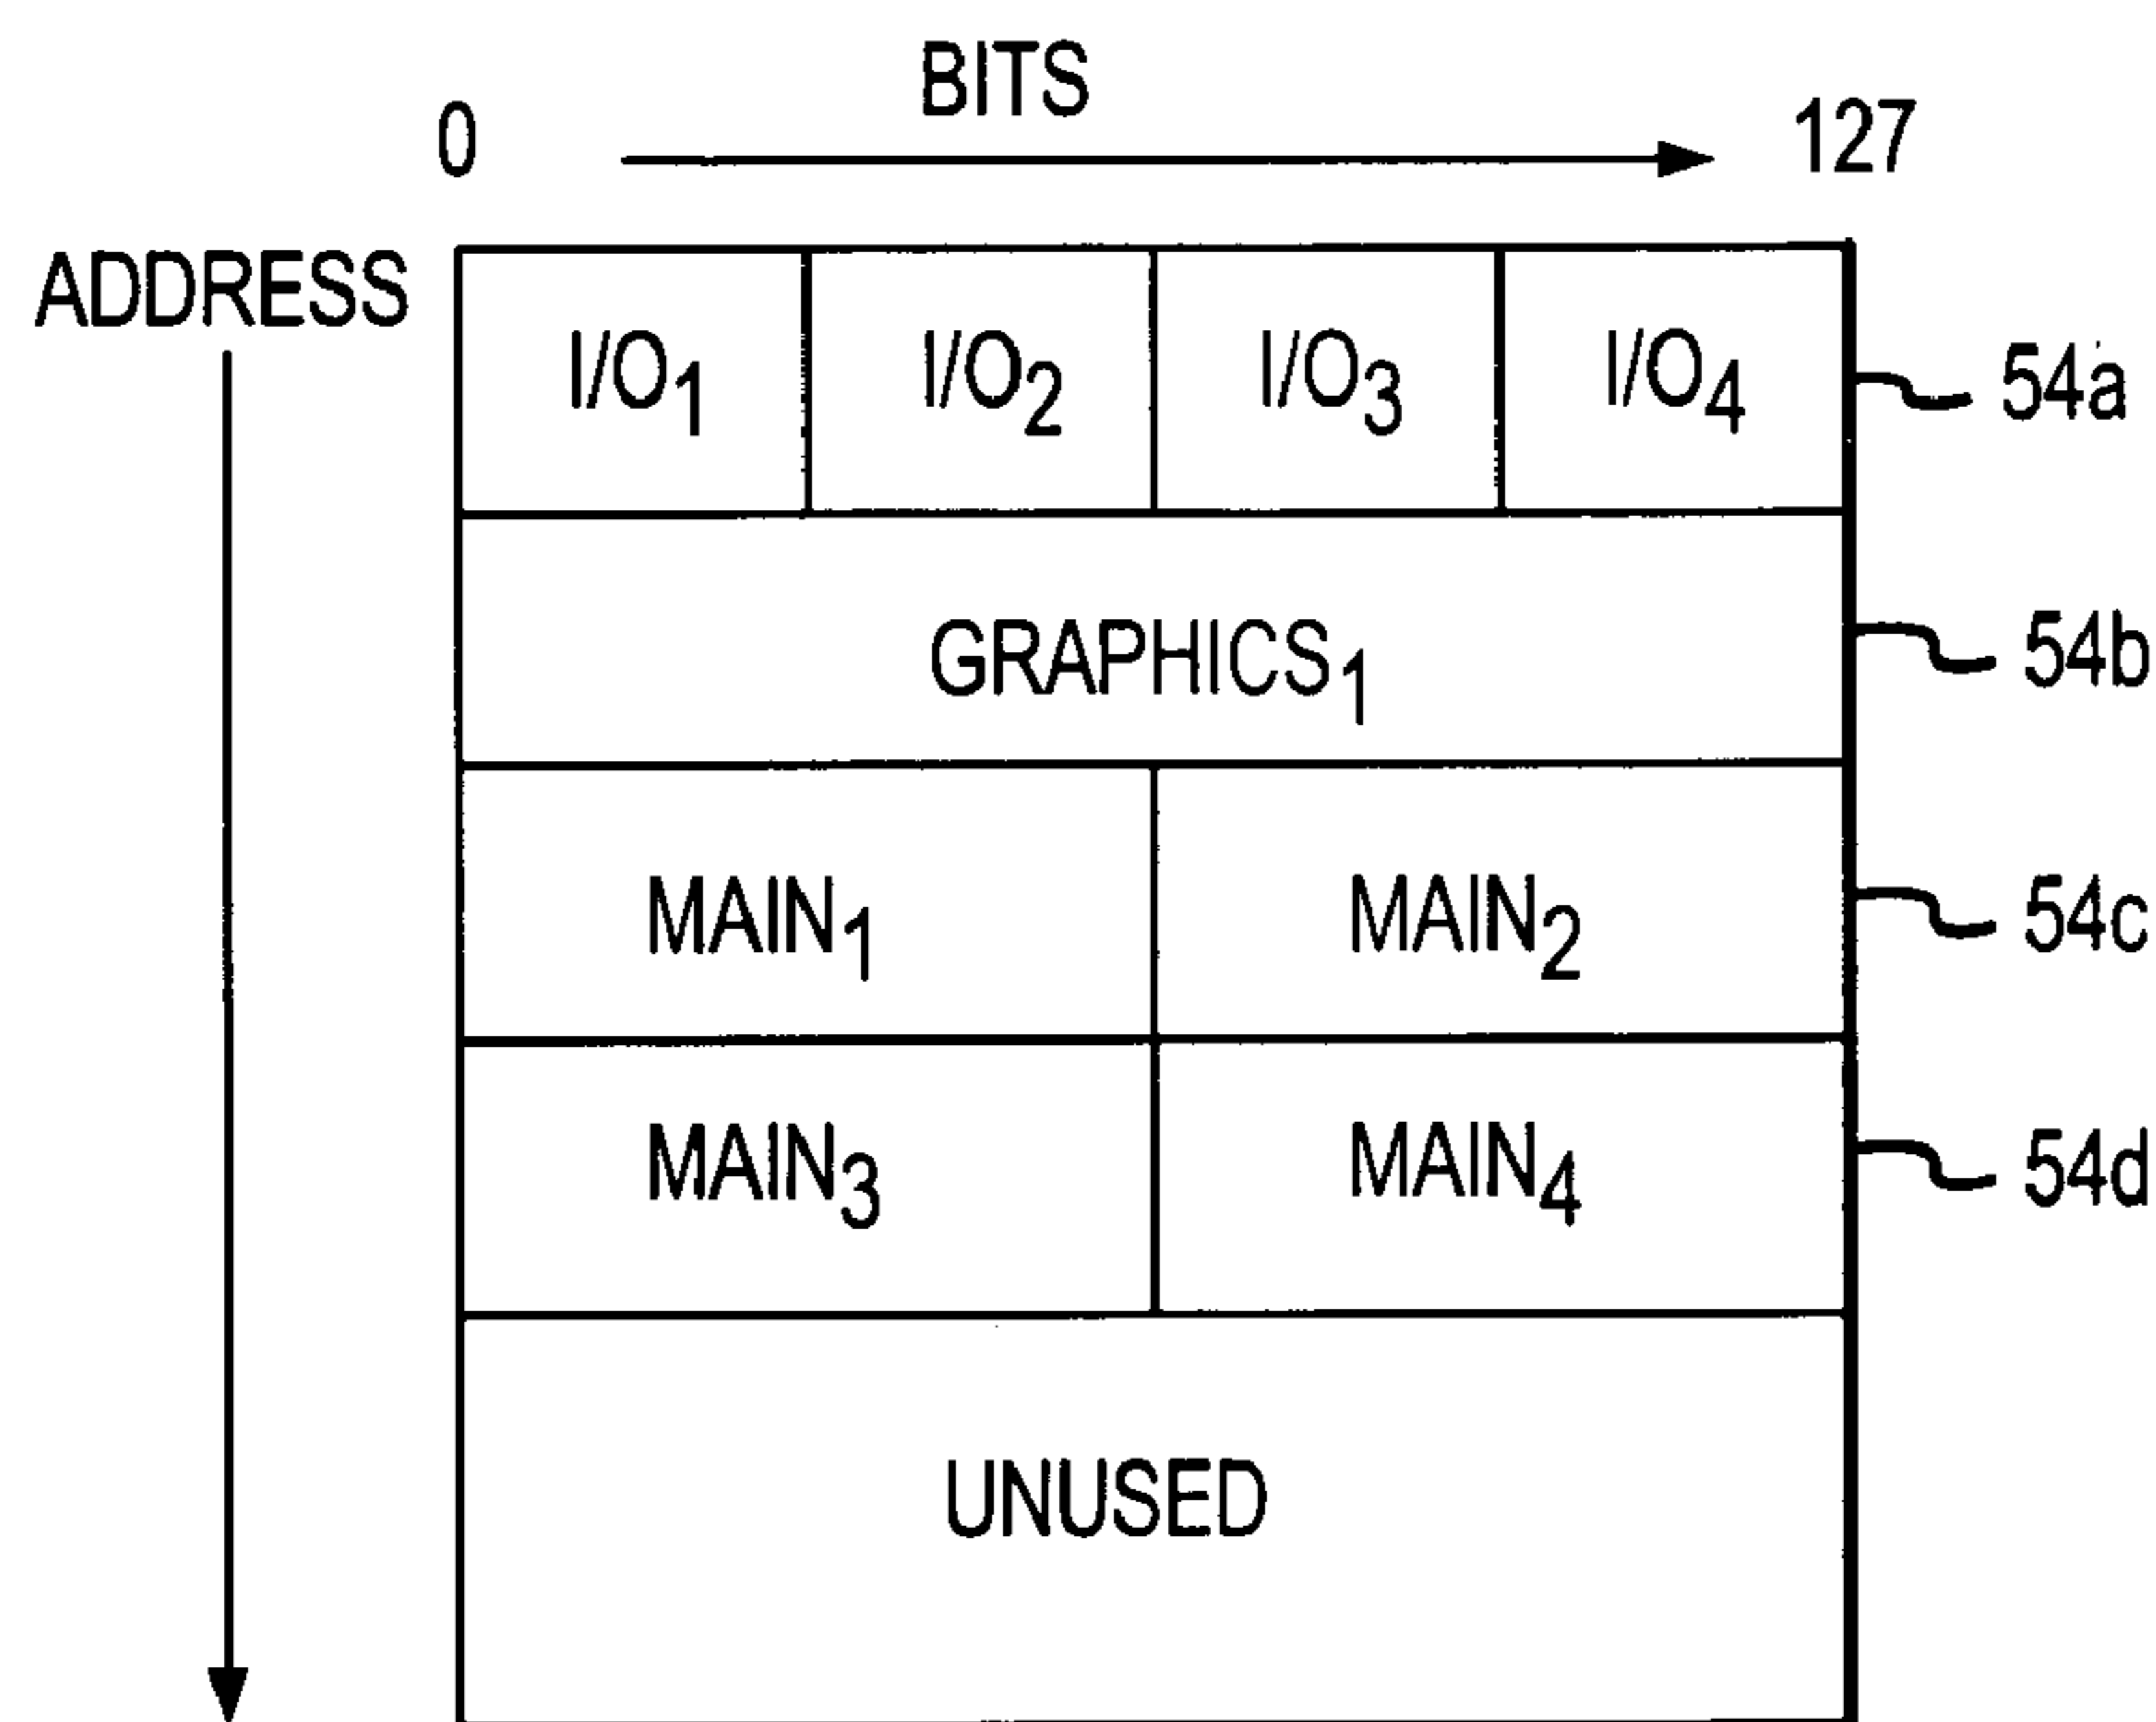 BITS
0 127
ADDRESS
I/O1 I/O2 I/O3 I/O4 54a
GRAPHICS1 54b
MAIN1 MAIN2 54c
MAIN3 MAIN4 54d
UNUSED